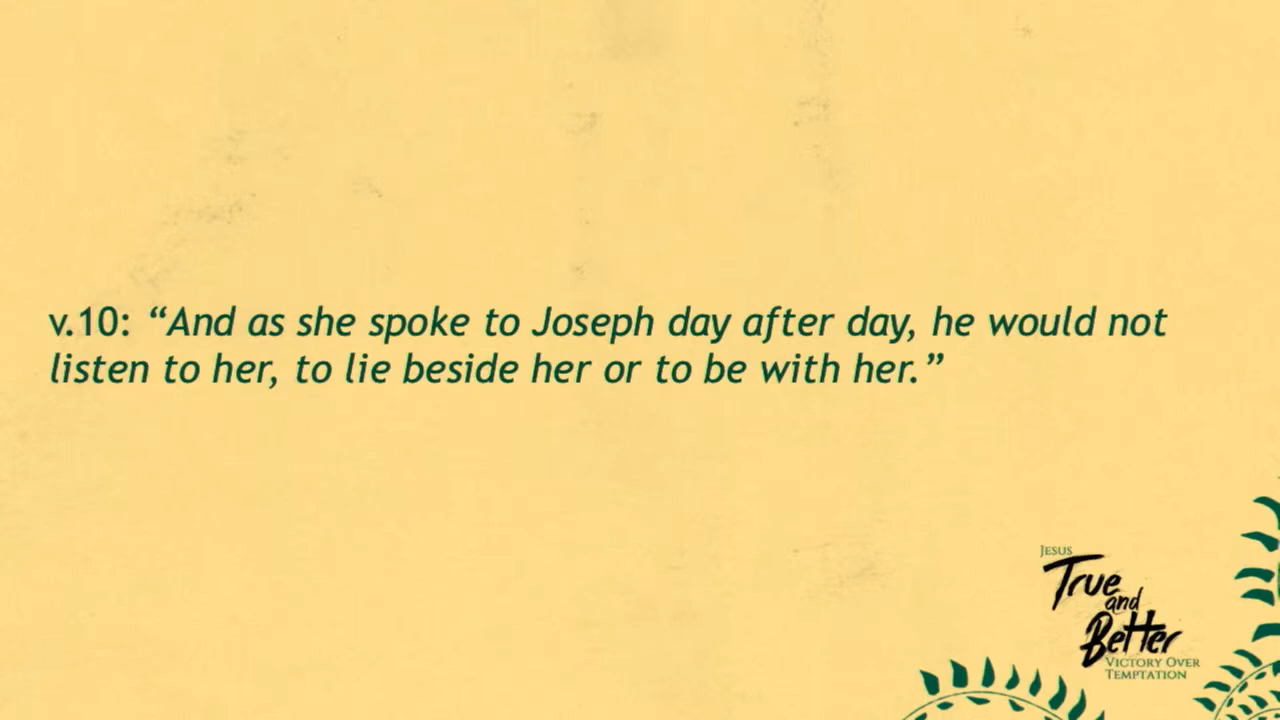 v.10: “And as she spoke to Joseph day after day, he would not
listen to her, to lie beside her or to be with her.”
Jesus
True
and
Better
Victory Over
Temptation